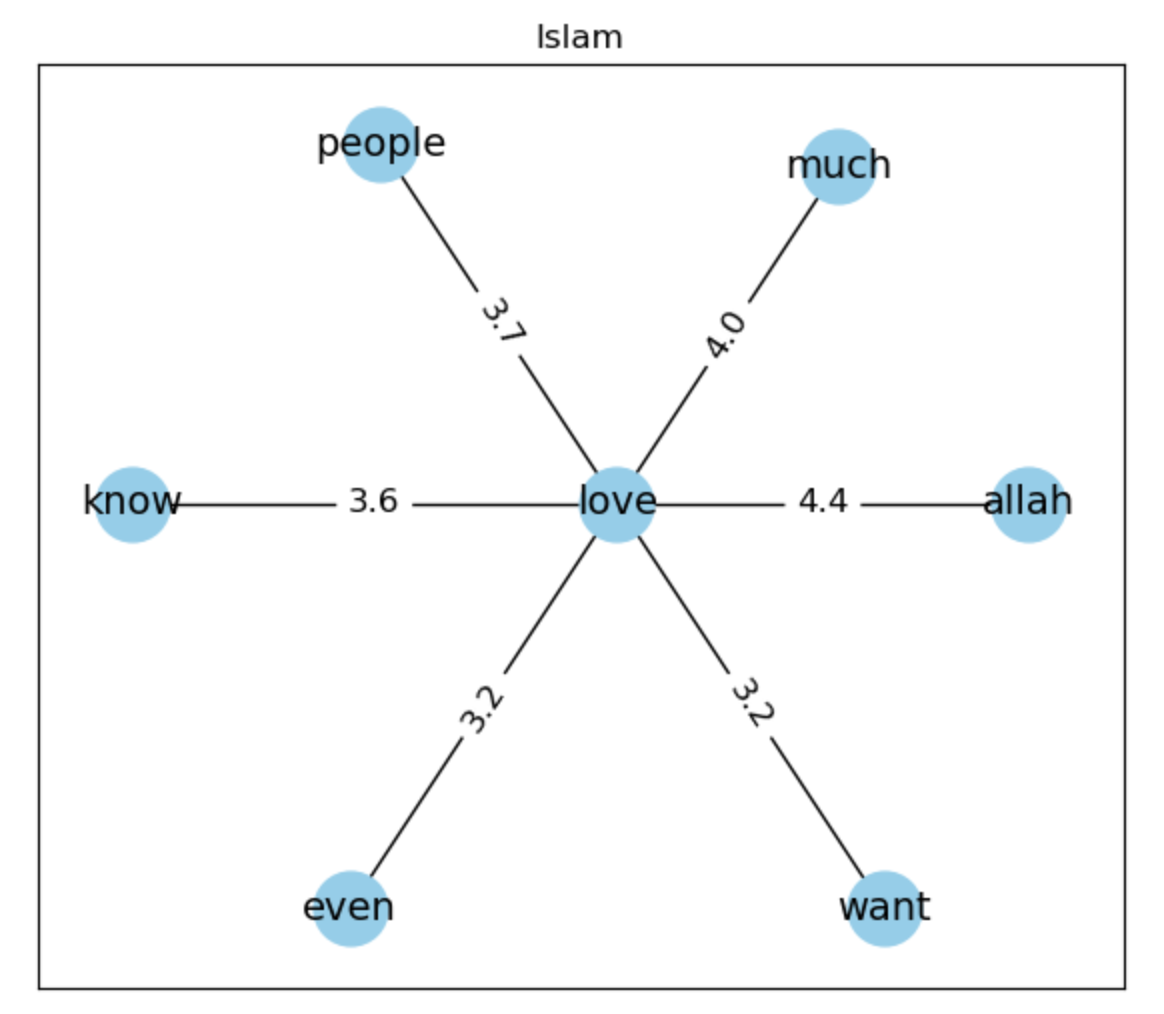 Islam
people
much
3.7
4.0
know
3.6
love
4.4
allah
3.2
3.2
even
want